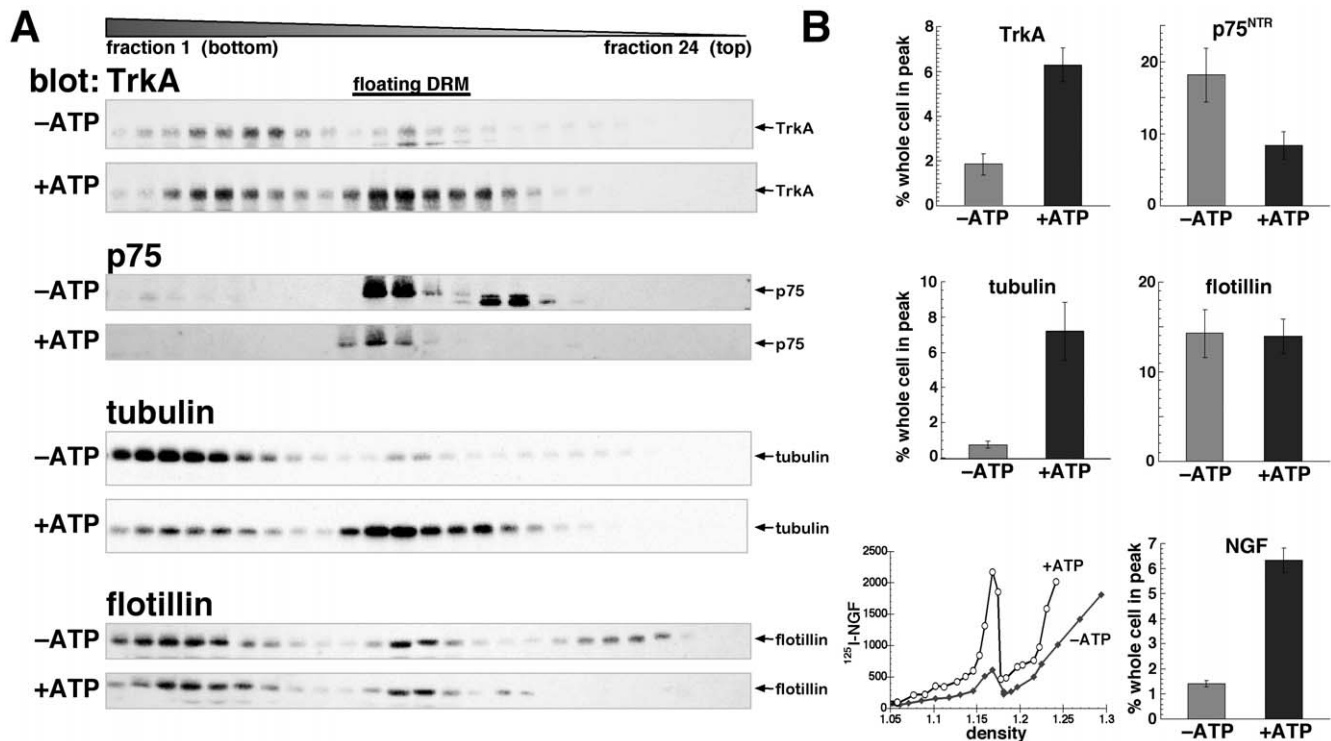 A
fraction 1 (bottom)
fraction 24 (top)
blot: TrkA
floating DRM
–ATP
TrkA
+ATP
TrkA
p75
–ATP
p75
+ATP
p75
tubulin
–ATP
tubulin
+ATP
tubulin
flotillin
–ATP
flotillin
+ATP
flotillin
B
TrkA
% whole cell in peak
8
6
4
2
0
–ATP
+ATP
p75NTR
20
10
0
–ATP
+ATP
tubulin
% whole cell in peak
10
8
6
4
2
0
–ATP
+ATP
flotillin
20
10
0
–ATP
+ATP
125I-NGF
2500
2000
1500
1000
500
0
+ATP
–ATP
1.05
1.1
1.15
1.2
1.25
1.3
density
NGF
% whole cell in peak
7
6
5
4
3
2
1
0
–ATP
+ATP